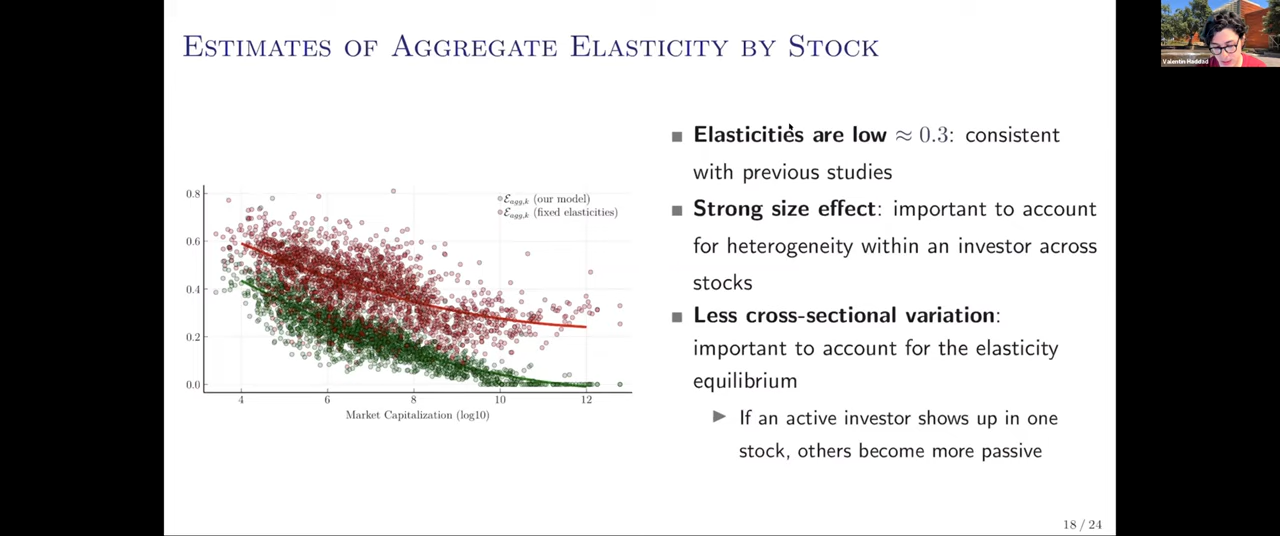 ESTIMATES OF AGGREGATE ELASTICITY BY STOCK
Valentin Haddad
■ Elasticities are low ≈ 0.3: consistent
with previous studies
■ Strong size effect: important to account
for heterogeneity within an investor across
stocks
■ Less cross-sectional variation:
important to account for the elasticity
equilibrium
▶ If an active investor shows up in one
stock, others become more passive
0.8
0.6
0.4
0.2
0.0
ℰagg,k (our model)
ℰagg,k (fixed elasticities)
4 6 8 10 12
Market Capitalization (log10)
18 / 24